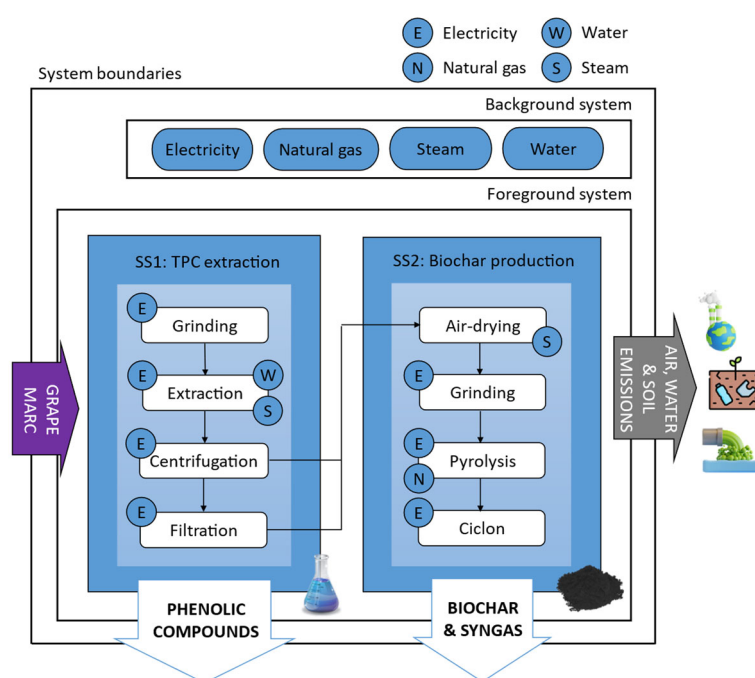 E Electricity W Water
N Natural gas S Steam
System boundaries
Background system
Electricity Natural gas Steam Water
Foreground system
SS1: TPC extraction
SS2: Biochar production
E
Grinding
E W
Extraction
S
E
Centrifugation
E
Filtration
Air-drying
S
E
Grinding
E
Pyrolysis
N
E
Ciclon
GRAPE
MARC
AIR, WATER
& SOIL
EMISSIONS
PHENOLIC
COMPOUNDS
BIOCHAR
& SYNGAS